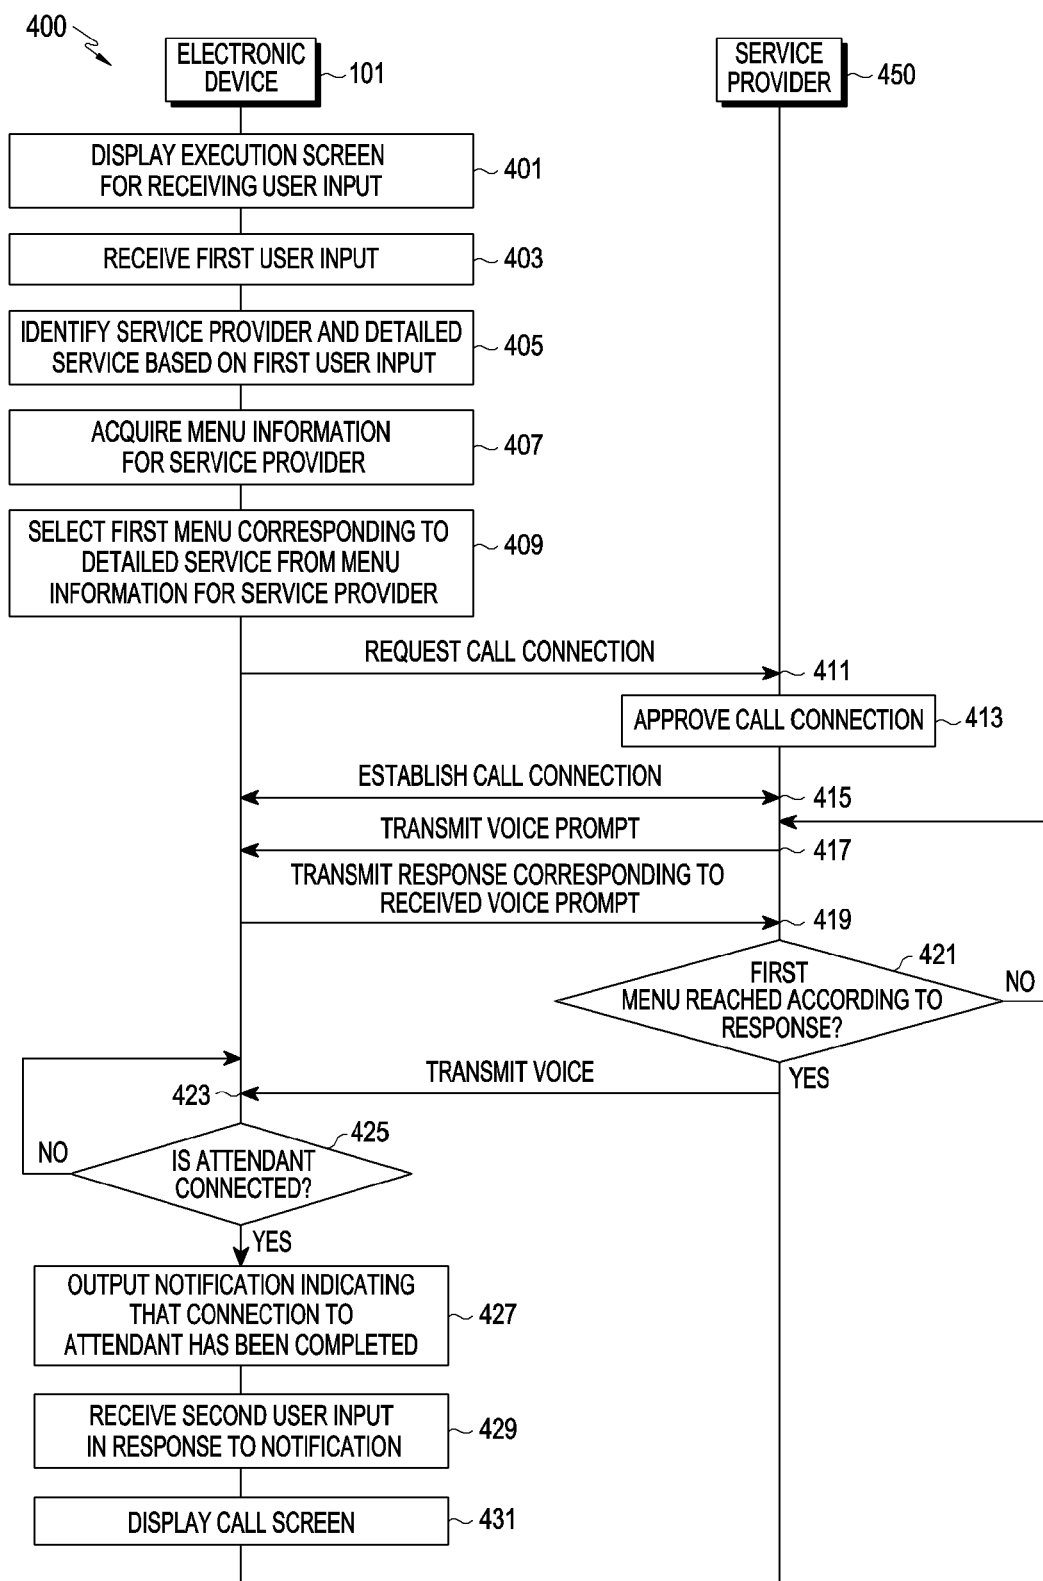 400
ELECTRONIC
DEVICE
101
SERVICE
PROVIDER
450
DISPLAY EXECUTION SCREEN
FOR RECEIVING USER INPUT
401
RECEIVE FIRST USER INPUT
403
IDENTIFY SERVICE PROVIDER AND DETAILED
SERVICE BASED ON FIRST USER INPUT
405
ACQUIRE MENU INFORMATION
FOR SERVICE PROVIDER
407
SELECT FIRST MENU CORRESPONDING TO
DETAILED SERVICE FROM MENU
INFORMATION FOR SERVICE PROVIDER
409
REQUEST CALL CONNECTION
411
APPROVE CALL CONNECTION
413
ESTABLISH CALL CONNECTION
415
TRANSMIT VOICE PROMPT
417
TRANSMIT RESPONSE CORRESPONDING TO
RECEIVED VOICE PROMPT
419
421
FIRST
MENU REACHED ACCORDING TO
RESPONSE?
NO
YES
TRANSMIT VOICE
423
425
IS ATTENDANT
CONNECTED?
NO
YES
OUTPUT NOTIFICATION INDICATING
THAT CONNECTION TO
ATTENDANT HAS BEEN COMPLETED
427
RECEIVE SECOND USER INPUT
IN RESPONSE TO NOTIFICATION
429
DISPLAY CALL SCREEN
431